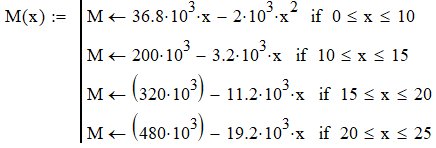 M(x) := M ← 36.8·10³·x − 2·10³·x² if 0 ≤ x ≤ 10
M ← 200·10³ − 3.2·10³·x if 10 ≤ x ≤ 15
M ← (320·10³) − 11.2·10³·x if 15 ≤ x ≤ 20
M ← (480·10³) − 19.2·10³·x if 20 ≤ x ≤ 25